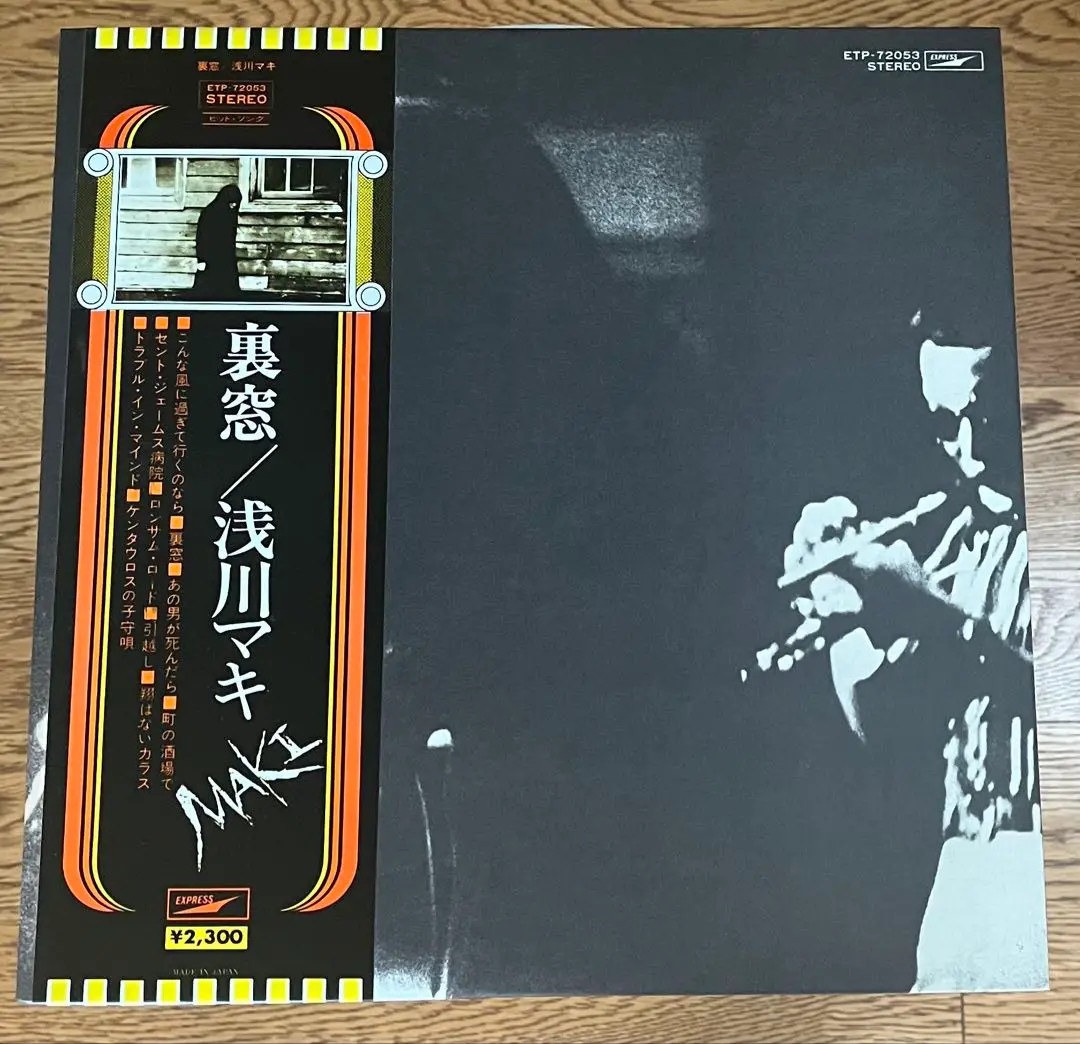 裏窓 浅川マキ
ETP-72053
STEREO
ヒット・ソング
裏窓/浅川マキ
MAKI
■こんな風に過ぎて行くのなら■裏窓■あの男が死んだら■町の酒場で
■セント・ジェームス病院■ロンサム・ロード■引越し■翔ばないカラス
■トラブル・イン・マインド■ケンタウロスの子守唄
EXPRESS
¥2,300
MADE IN JAPAN
ETP-72053
STEREO
EXPRESS